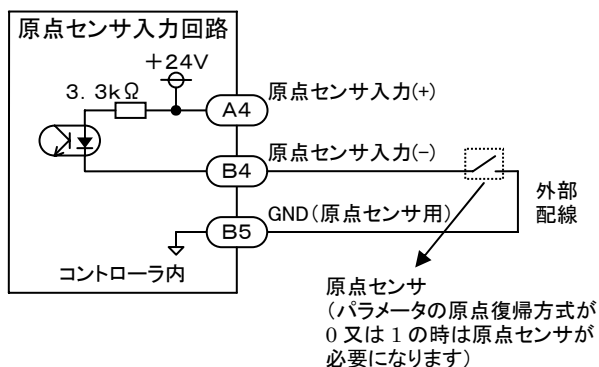 原点センサ入力回路
+24V
3.3kΩ
A4
原点センサ入力(+)
B4
原点センサ入力(-)
B5
GND(原点センサ用)
外部
配線
コントローラ内
原点センサ
(パラメータの原点復帰方式が
0 又は 1 の時は原点センサが
必要になります)